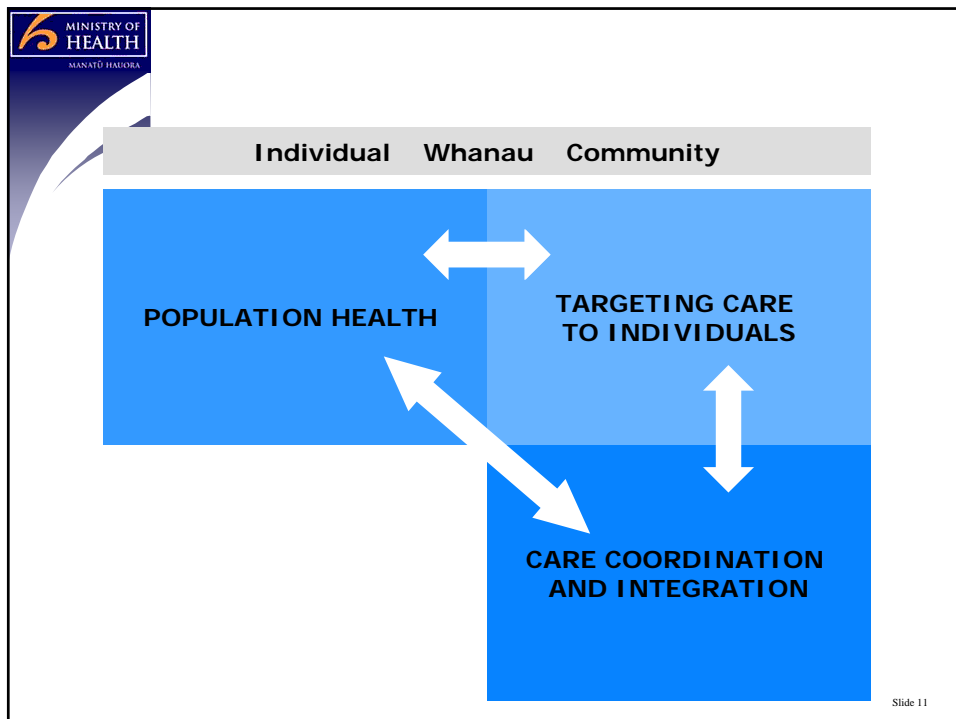 MINISTRY OF
HEALTH
MANATŪ HAUORA
Individual Whanau Community
POPULATION HEALTH
TARGETING CARE
TO INDIVIDUALS
CARE COORDINATION
AND INTEGRATION
Slide 11